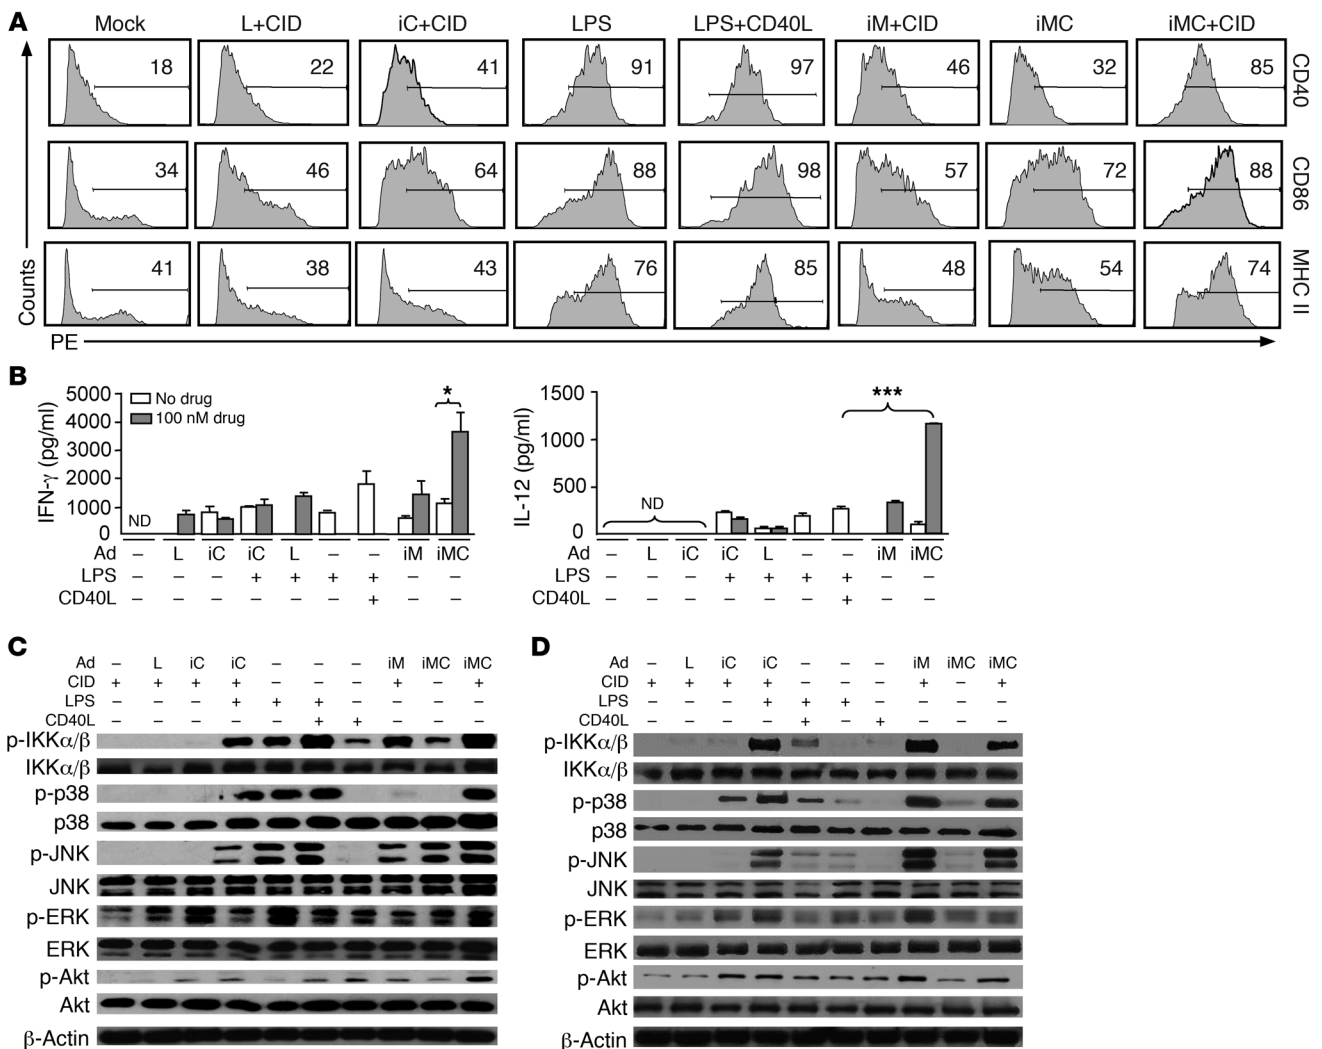 A
Mock L+CID iC+CID LPS LPS+CD40L iM+CID iMC iMC+CID
18 22 41 91 97 46 32 85 CD40
34 46 64 88 98 57 72 88 CD86
41 38 43 76 85 48 54 74 MHC II
Counts
PE
B
IFN-γ (pg/ml)
5000
4000
3000
2000
1000
0
No drug
100 nM drug
*
ND
Ad – L iC iC L – – iM iMC
LPS – – – + + + + – –
CD40L – – – – – – + – –
IL-12 (pg/ml)
1500
1000
500
0
***
ND
Ad – L iC iC L – – iM iMC
LPS – – – + + + + – –
CD40L – – – – – – + – –
C
Ad – L iC iC – – – iM iMC iMC
CID + + + + – – – + – +
LPS – – – + + + – – – –
CD40L – – – – – + + – – –
p-IKKα/β
IKKα/β
p-p38
p38
p-JNK
JNK
p-ERK
ERK
p-Akt
Akt
β-Actin
D
Ad – L iC iC – – – iM iMC iMC
CID + + + + – – – + – +
LPS – – – + + + – – – –
CD40L – – – – + – + – – –
p-IKKα/β
IKKα/β
p-p38
p38
p-JNK
JNK
p-ERK
ERK
p-Akt
Akt
β-Actin